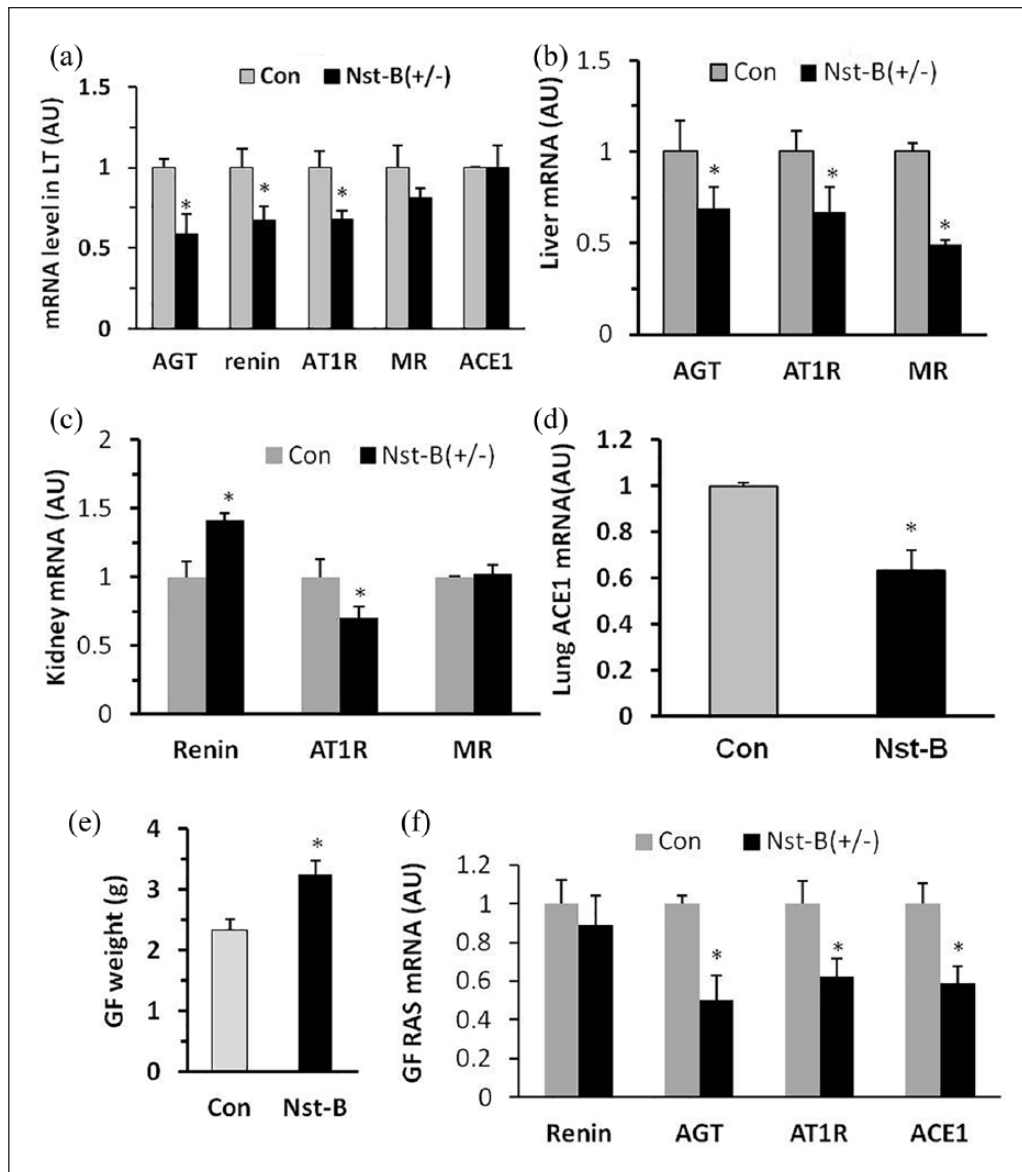 (a)
Con Nst-B(+/-)
mRNA level in LT (AU)
1.5
1
0.5
0
AGT renin AT1R MR ACE1
* * *
(b)
Con Nst-B(+/-)
Liver mRNA (AU)
1.5
1
0.5
0
AGT AT1R MR
* * *
(c)
Con Nst-B(+/-)
Kidney mRNA (AU)
2
1.5
1
0.5
0
Renin AT1R MR
* *
(d)
Lung ACE1 mRNA(AU)
1.2
1
0.8
0.6
0.4
0.2
0
Con Nst-B
*
(e)
GF weight (g)
4
3
2
1
0
Con Nst-B
*
(f)
Con Nst-B(+/-)
GF RAS mRNA (AU)
1.2
1
0.8
0.6
0.4
0.2
0
Renin AGT AT1R ACE1
* * *